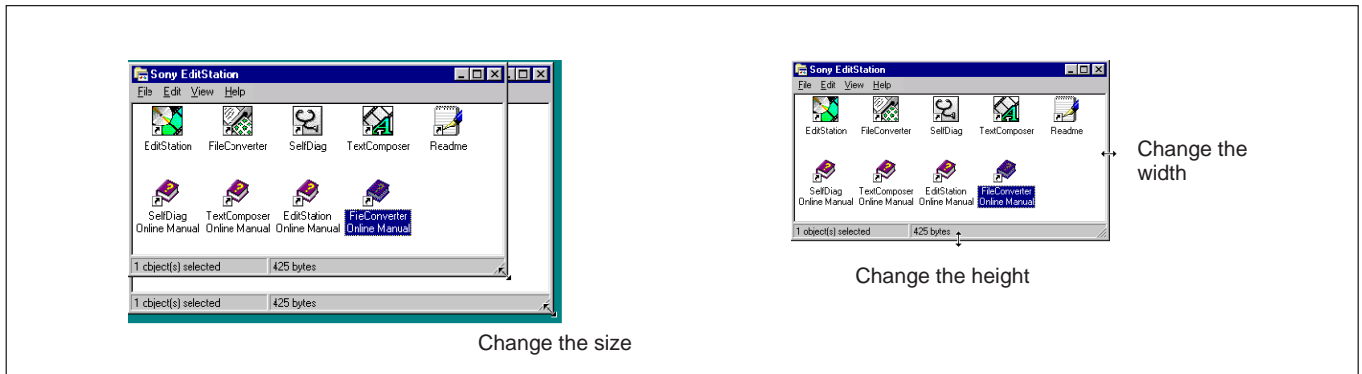 Sony EditStation
File Edit View Help
EditStation FileConverter SelfDiag TextComposer Readme
SelfDiag Online Manual TextComposer Online Manual EditStation Online Manual FileConverter Online Manual
1 object(s) selected 425 bytes
1 object(s) selected 425 bytes
Change the size
Sony EditStation
File Edit View Help
EditStation FileConverter SelfDiag TextComposer Readme
SelfDiag Online Manual TextComposer Online Manual EditStation Online Manual FileConverter Online Manual
1 object(s) selected 425 bytes
Change the
width
Change the height